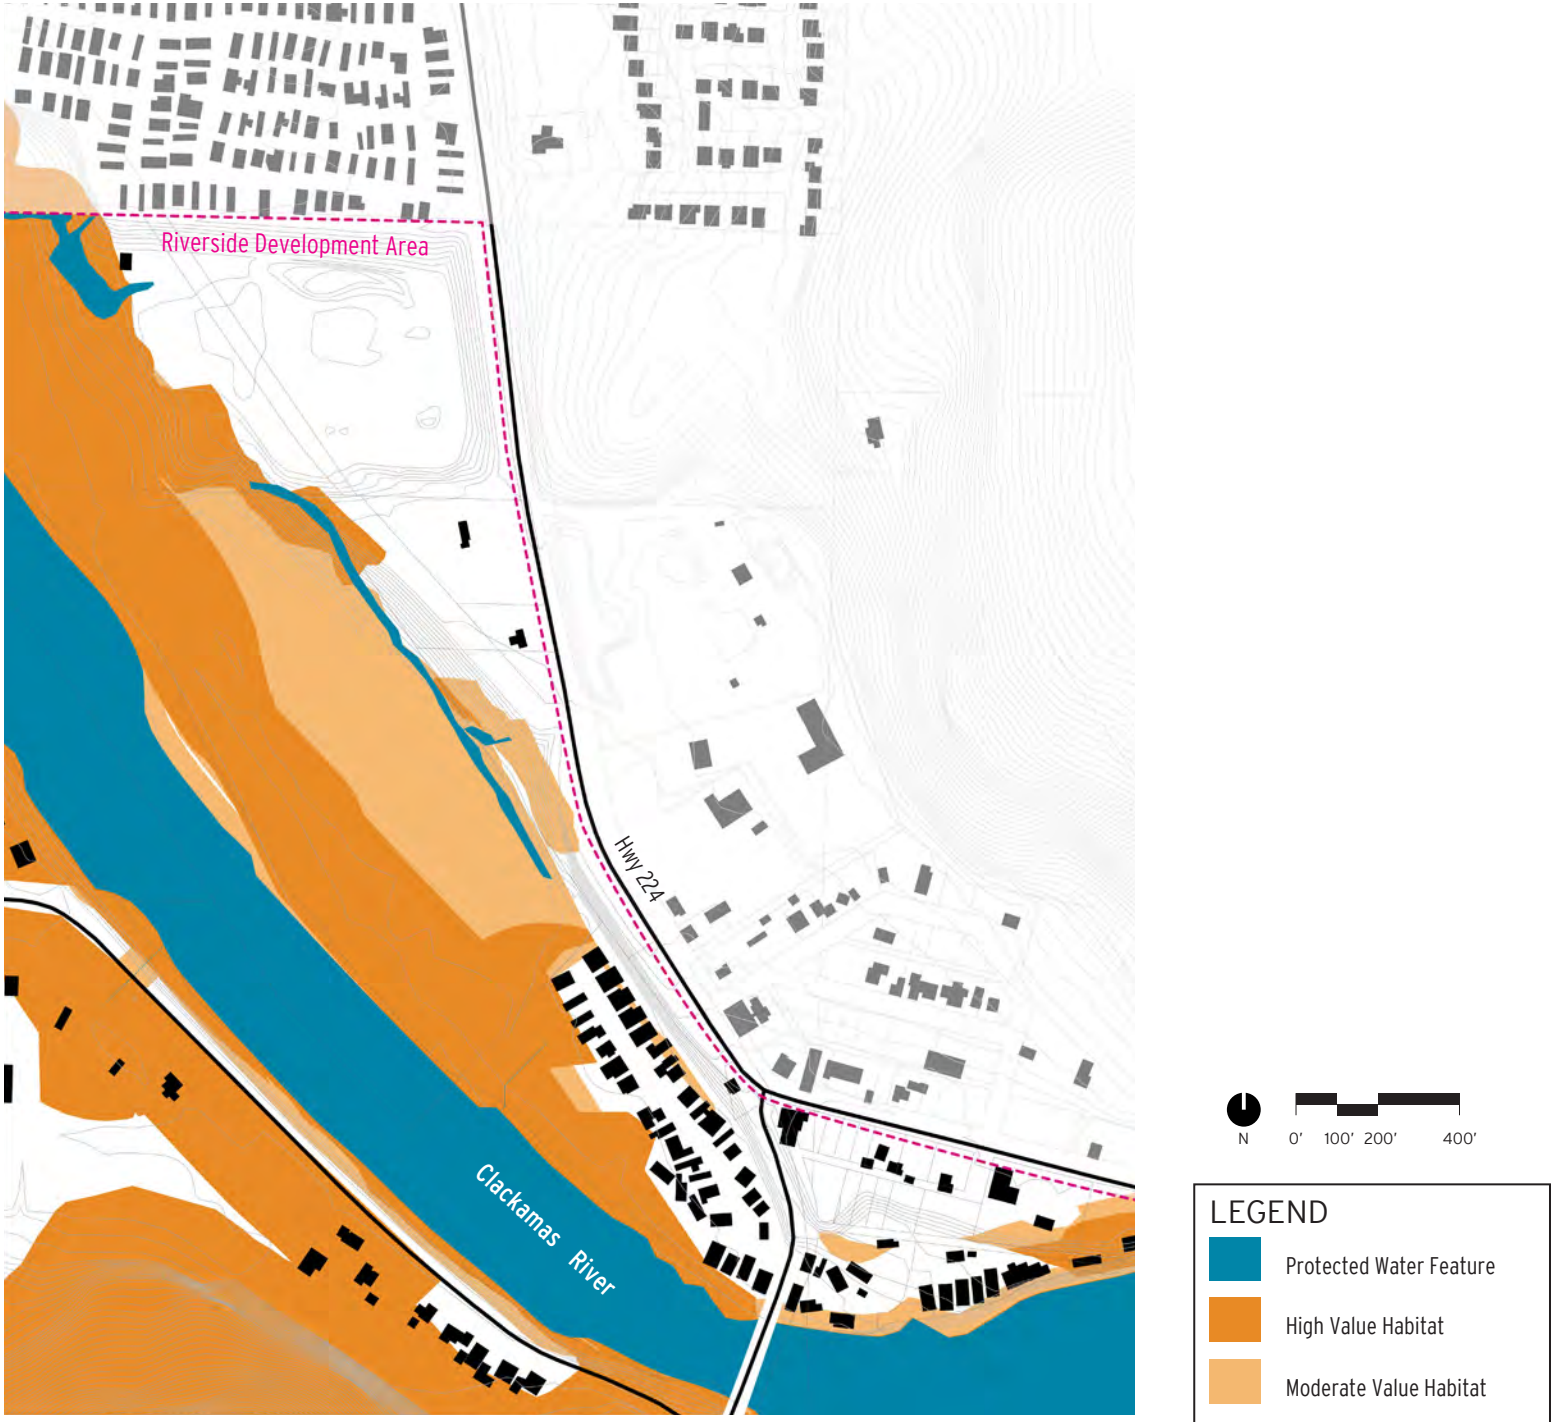 Riverside Development Area
Hwy 224
Clackamas River
N
0' 100' 200' 400'
LEGEND
Protected Water Feature
High Value Habitat
Moderate Value Habitat